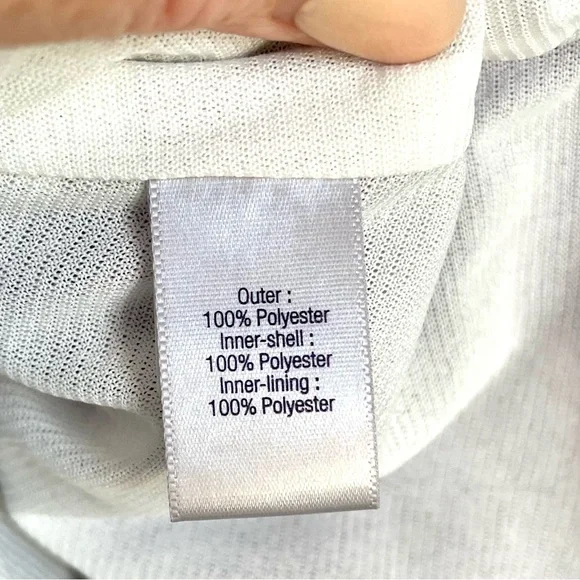 Outer :
100% Polyester
Inner-shell :
100% Polyester
Inner-lining :
100% Polyester